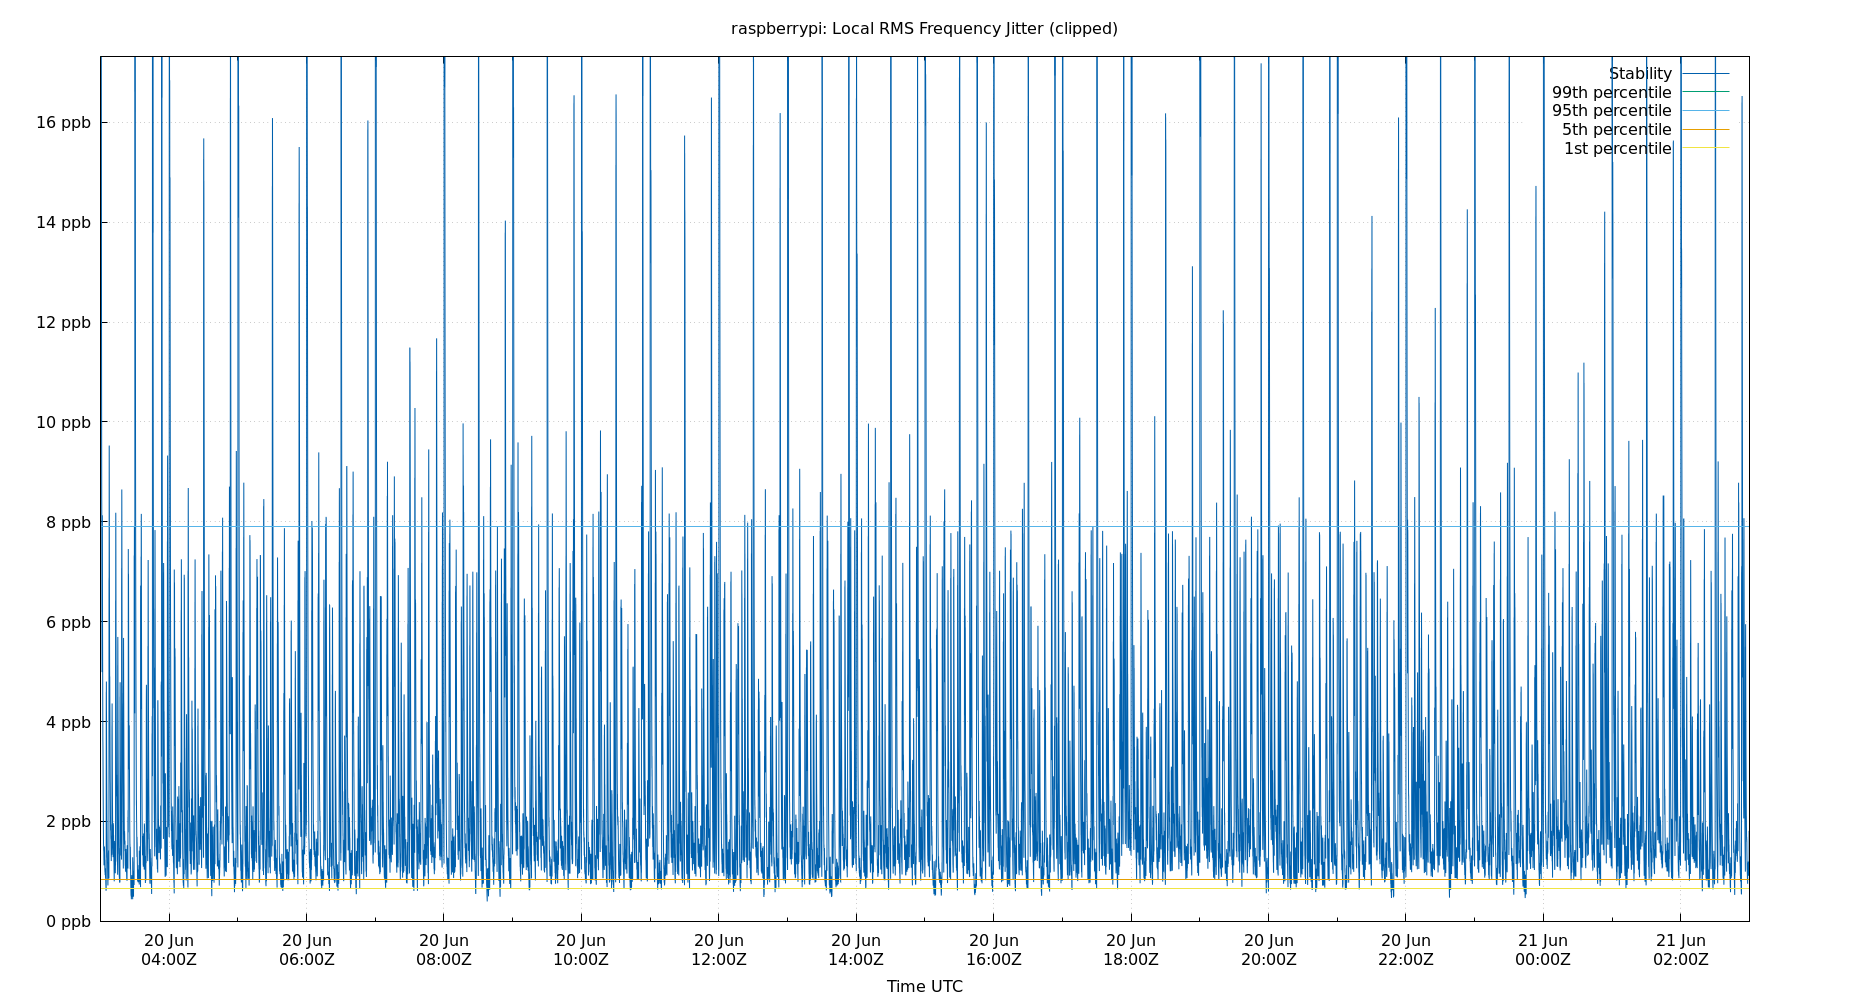 raspberrypi: Local RMS Frequency Jitter (clipped)
Stability
99th percentile
95th percentile
5th percentile
1st percentile
16 ppb
14 ppb
12 ppb
10 ppb
8 ppb
6 ppb
4 ppb
2 ppb
0 ppb
20 Jun 20 Jun 20 Jun 20 Jun 20 Jun 20 Jun 20 Jun 20 Jun 20 Jun 20 Jun 21 Jun 21 Jun
04:00Z 06:00Z 08:00Z 10:00Z 12:00Z 14:00Z 16:00Z 18:00Z 20:00Z 22:00Z 00:00Z 02:00Z
Time UTC